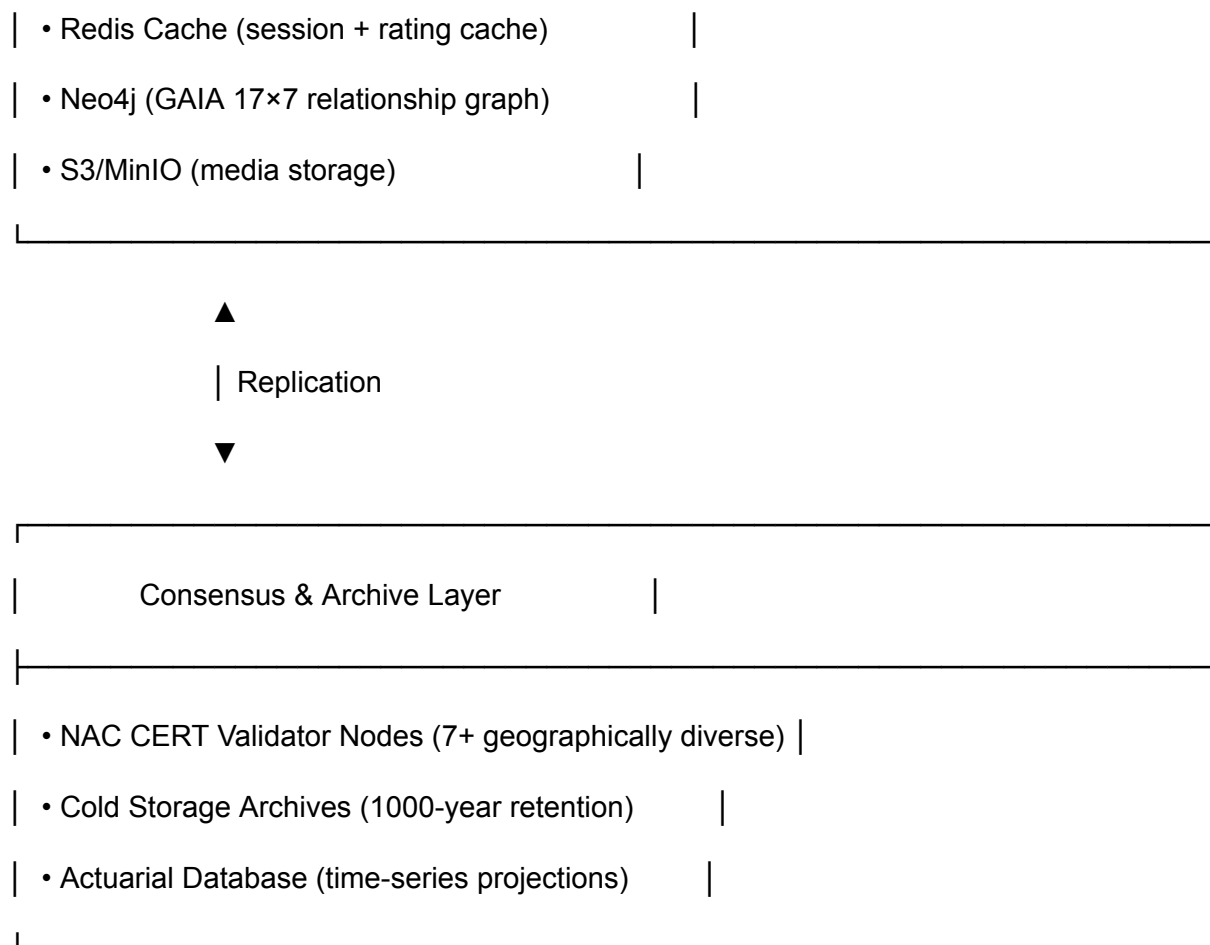 • Redis Cache (session + rating cache)
• Neo4j (GAIA 17×7 relationship graph)
• S3/MinIO (media storage)
▲
│ Replication
▼
Consensus & Archive Layer
• NAC CERT Validator Nodes (7+ geographically diverse)
• Cold Storage Archives (1000-year retention)
• Actuarial Database (time-series projections)